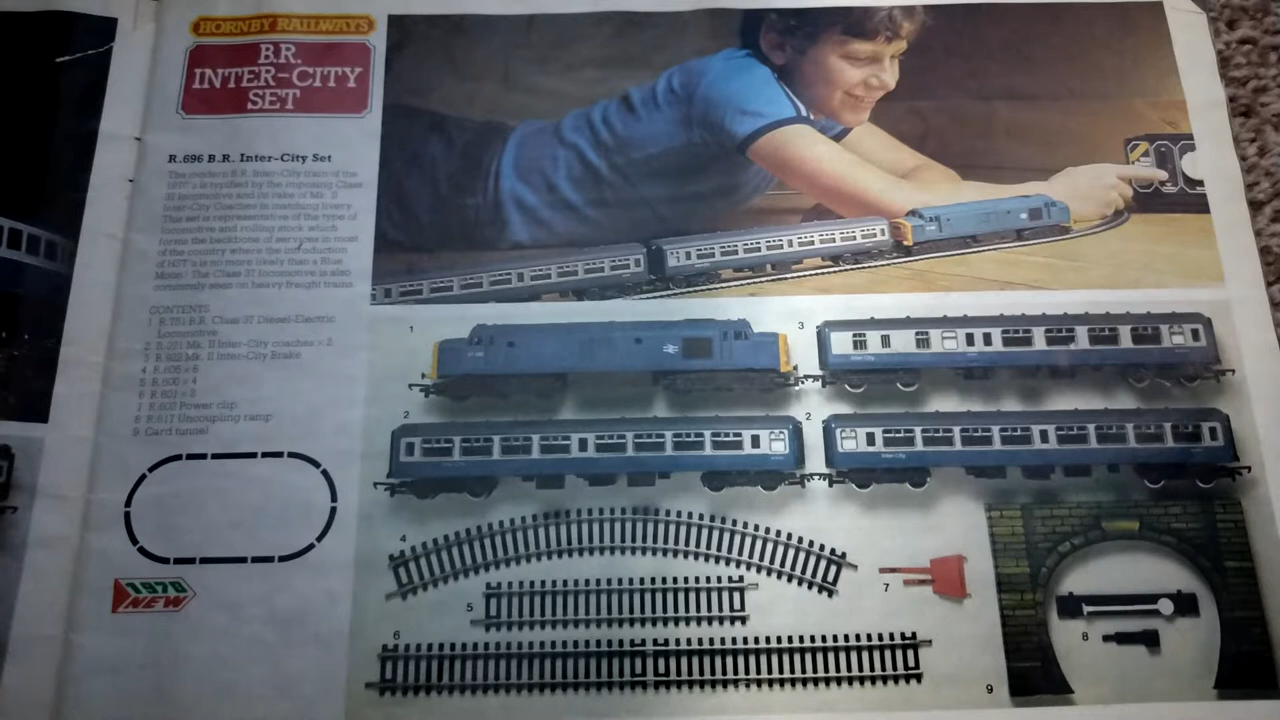 HORNBY RAILWAYS
B.R.
INTER-CITY
SET
R.696 B.R. Inter-City Set
The modern B.R. Inter-City train of the
1970's is typified by the imposing Class
37 locomotive and its rake of Mk. II
Inter-City Coaches in matching livery.
This set is representative of the type of
locomotive and rolling stock which
forms the backbone of services in most
of the country where the introduction
of HST's is no more likely than a Blue
Moon! The Class 37 locomotive is also
commonly seen on heavy freight trains.
CONTENTS
1 R.751 B.R. Class 37 Diesel-Electric
Locomotive
2 R.921 Mk. II Inter-City coaches × 2
3 R.922 Mk. II Inter-City Brake
4 R.605 × 6
5 R.600 × 4
6 R.601 × 2
7 R.602 Power clip
8 R.617 Uncoupling ramp
9 Card tunnel
1978
NEW
1
3
Inter-City
2
2
Inter-City
Inter-City
4
5
6
7
8
9